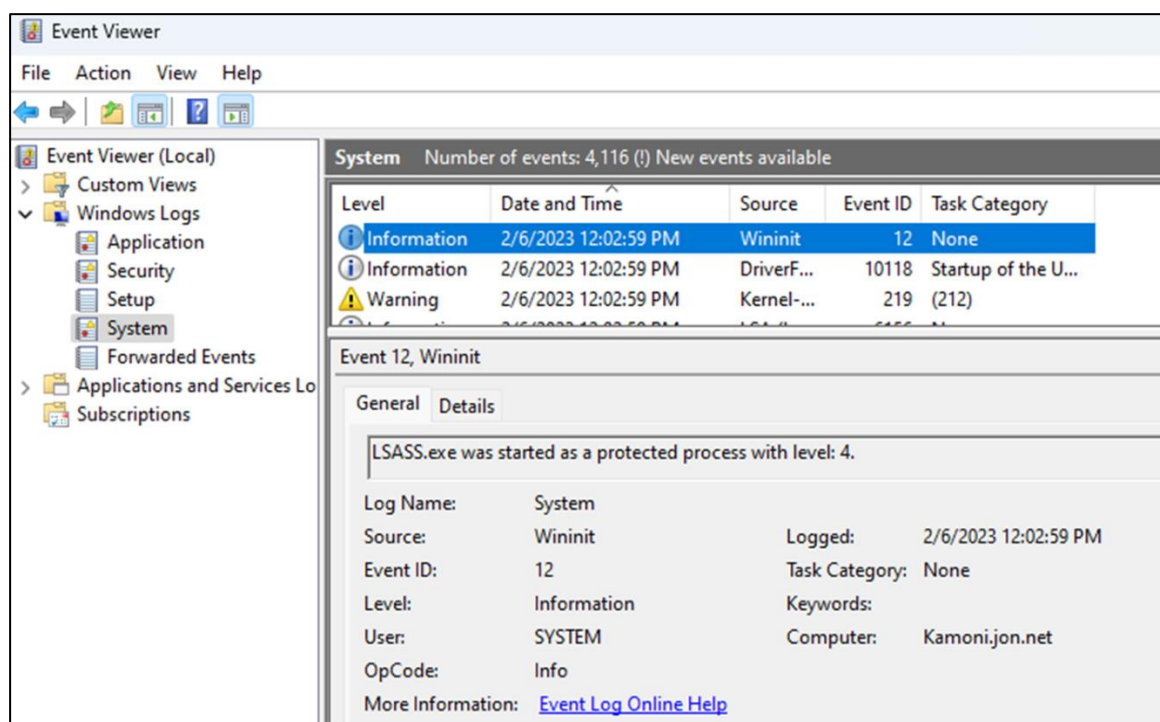 Event Viewer
File Action View Help
Event Viewer (Local)
Custom Views
Windows Logs
Application
Security
Setup
System
Forwarded Events
Applications and Services Lo
Subscriptions
System Number of events: 4,116 (!) New events available
Level Date and Time Source Event ID Task Category
Information 2/6/2023 12:02:59 PM Wininit 12 None
Information 2/6/2023 12:02:59 PM DriverF... 10118 Startup of the U...
Warning 2/6/2023 12:02:59 PM Kernel-... 219 (212)
Event 12, Wininit
General Details
LSASS.exe was started as a protected process with level: 4.
Log Name: System
Source: Wininit Logged: 2/6/2023 12:02:59 PM
Event ID: 12 Task Category: None
Level: Information Keywords:
User: SYSTEM Computer: Kamoni.jon.net
OpCode: Info
More Information: Event Log Online Help